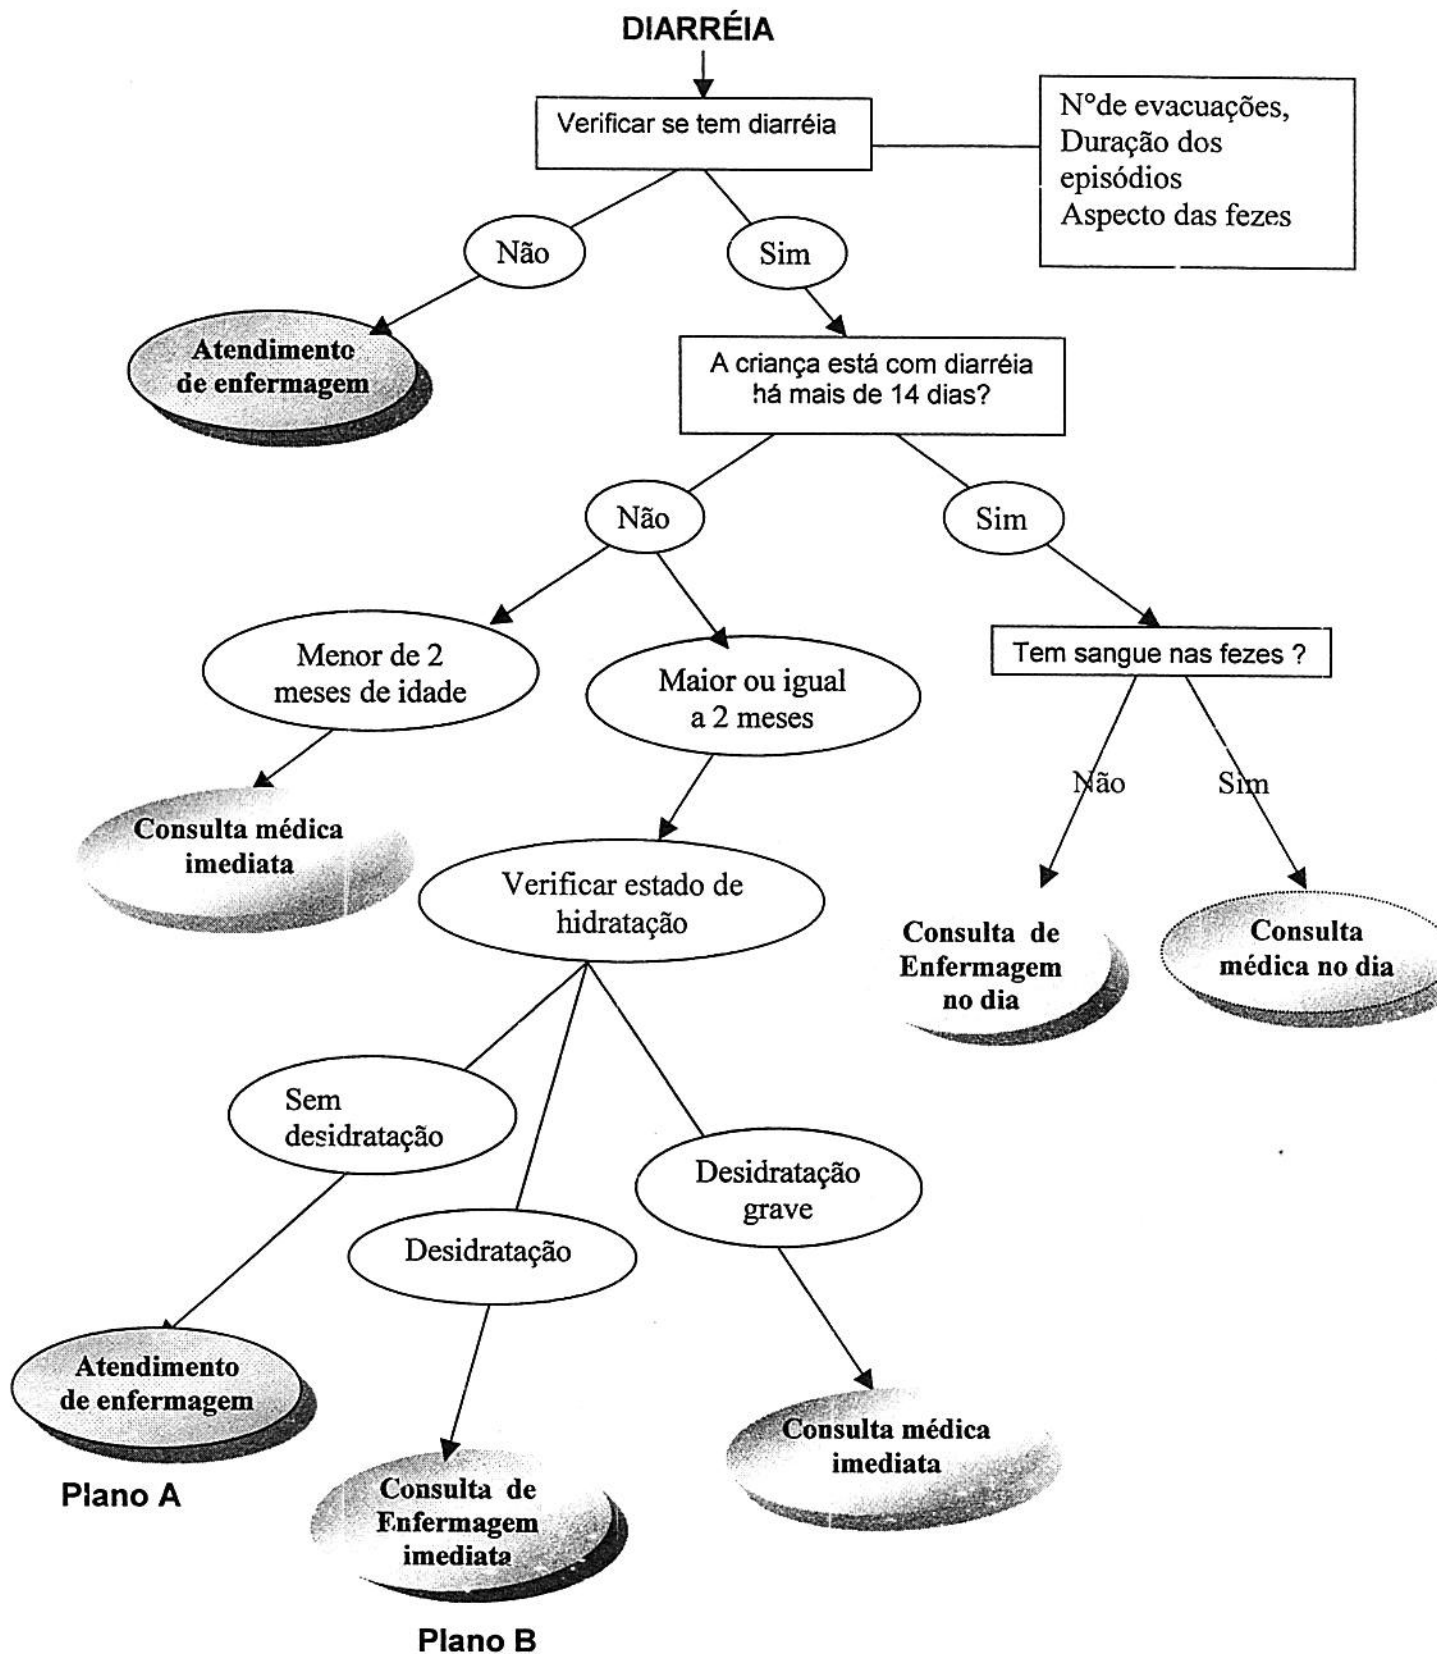 DIARRÉIA
Verificar se tem diarréia
N°de evacuações,
Duração dos
episódios
Aspecto das fezes
Não
Sim
Atendimento
de enfermagem
A criança está com diarréia
há mais de 14 dias?
Não
Sim
Menor de 2
meses de idade
Maior ou igual
a 2 meses
Tem sangue nas fezes ?
Não
Sim
Consulta médica
imediata
Verificar estado de
hidratação
Consulta de
Enfermagem
no dia
Consulta
médica no dia
Sem
desidratação
Desidratação
grave
Desidratação
Atendimento
de enfermagem
Plano A
Consulta médica
imediata
Consulta de
Enfermagem
imediata
Plano B